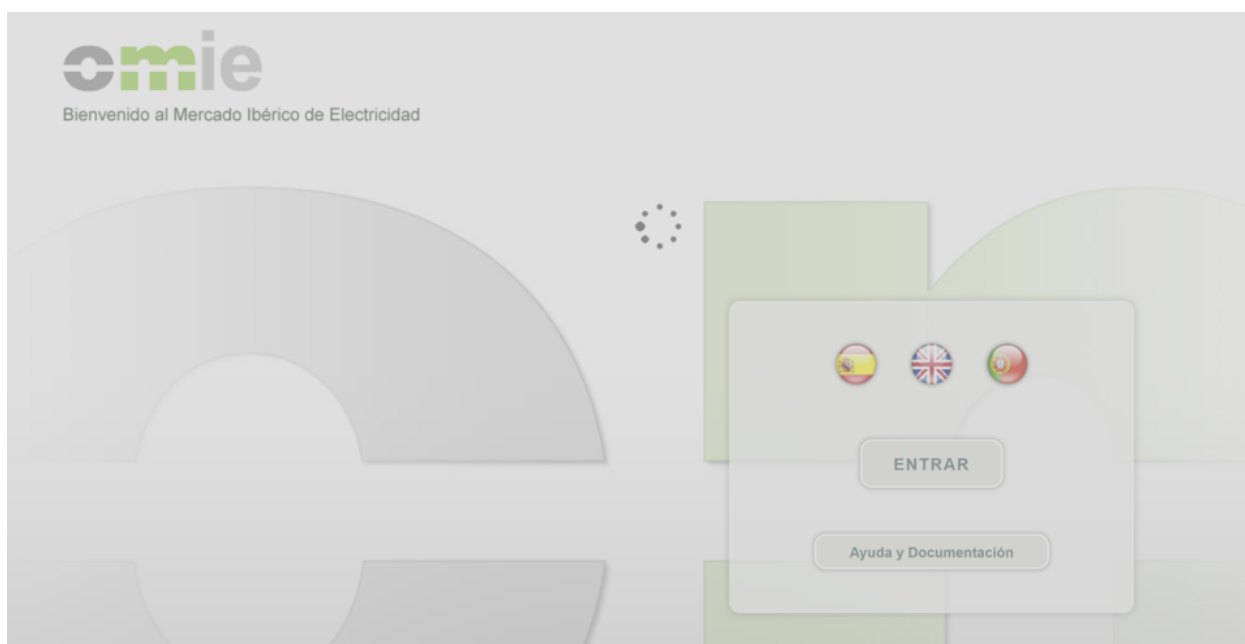 omie
Bienvenido al Mercado Ibérico de Electricidad
ENTRAR
Ayuda y Documentación